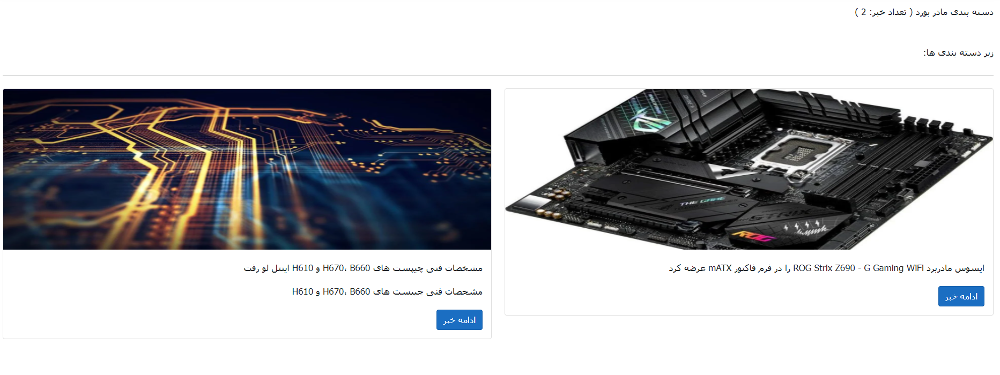 دسته بندی مادر بورد ( تعداد خبر: 2 )
زیر دسته بندی ها:
THE GAME
STRIX
ROG
ایسوس مادربرد ROG Strix Z690 - G Gaming WiFi را در فرم فاکتور mATX عرضه کرد
ادامه خبر
مشخصات فنی چیپست های H670، B660 و H610 اینتل لو رفت
مشخصات فنی چیپست های H670، B660 و H610
ادامه خبر